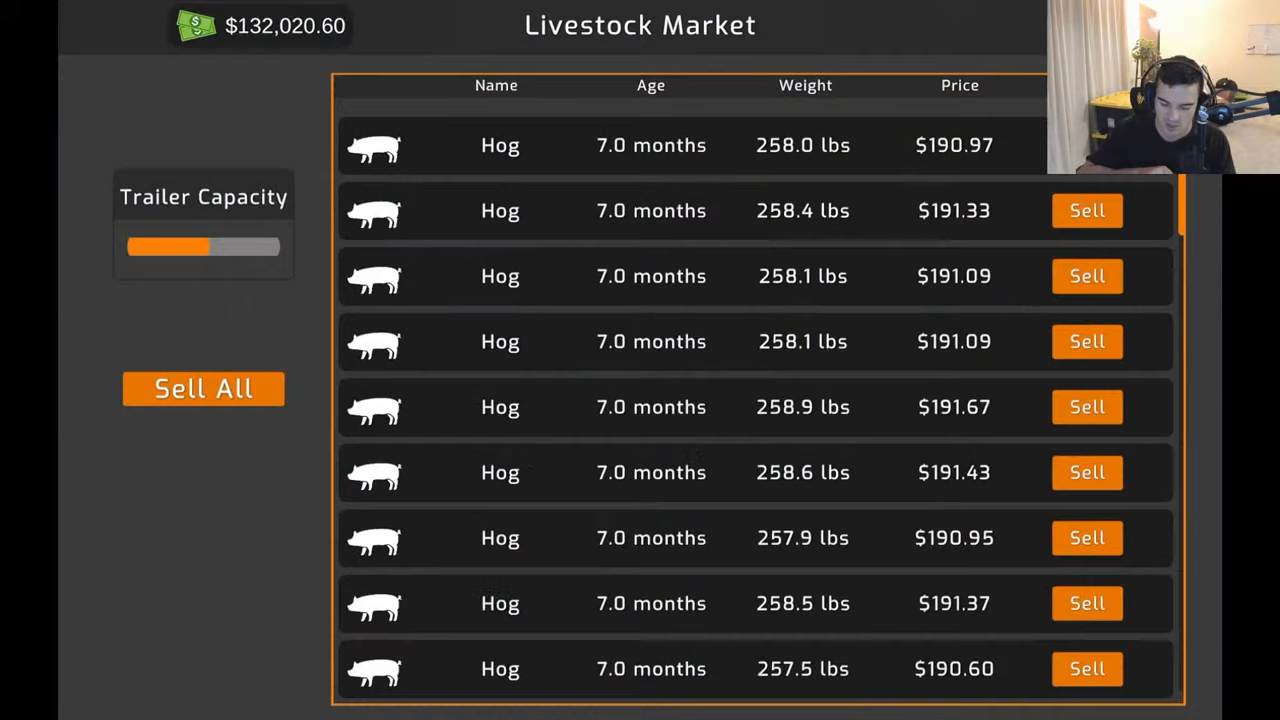 $132,020.60
Livestock Market
Name Age Weight Price
Hog 7.0 months 258.0 lbs $190.97
Hog 7.0 months 258.4 lbs $191.33 Sell
Hog 7.0 months 258.1 lbs $191.09 Sell
Hog 7.0 months 258.1 lbs $191.09 Sell
Hog 7.0 months 258.9 lbs $191.67 Sell
Hog 7.0 months 258.6 lbs $191.43 Sell
Hog 7.0 months 257.9 lbs $190.95 Sell
Hog 7.0 months 258.5 lbs $191.37 Sell
Hog 7.0 months 257.5 lbs $190.60 Sell
Trailer Capacity
Sell All